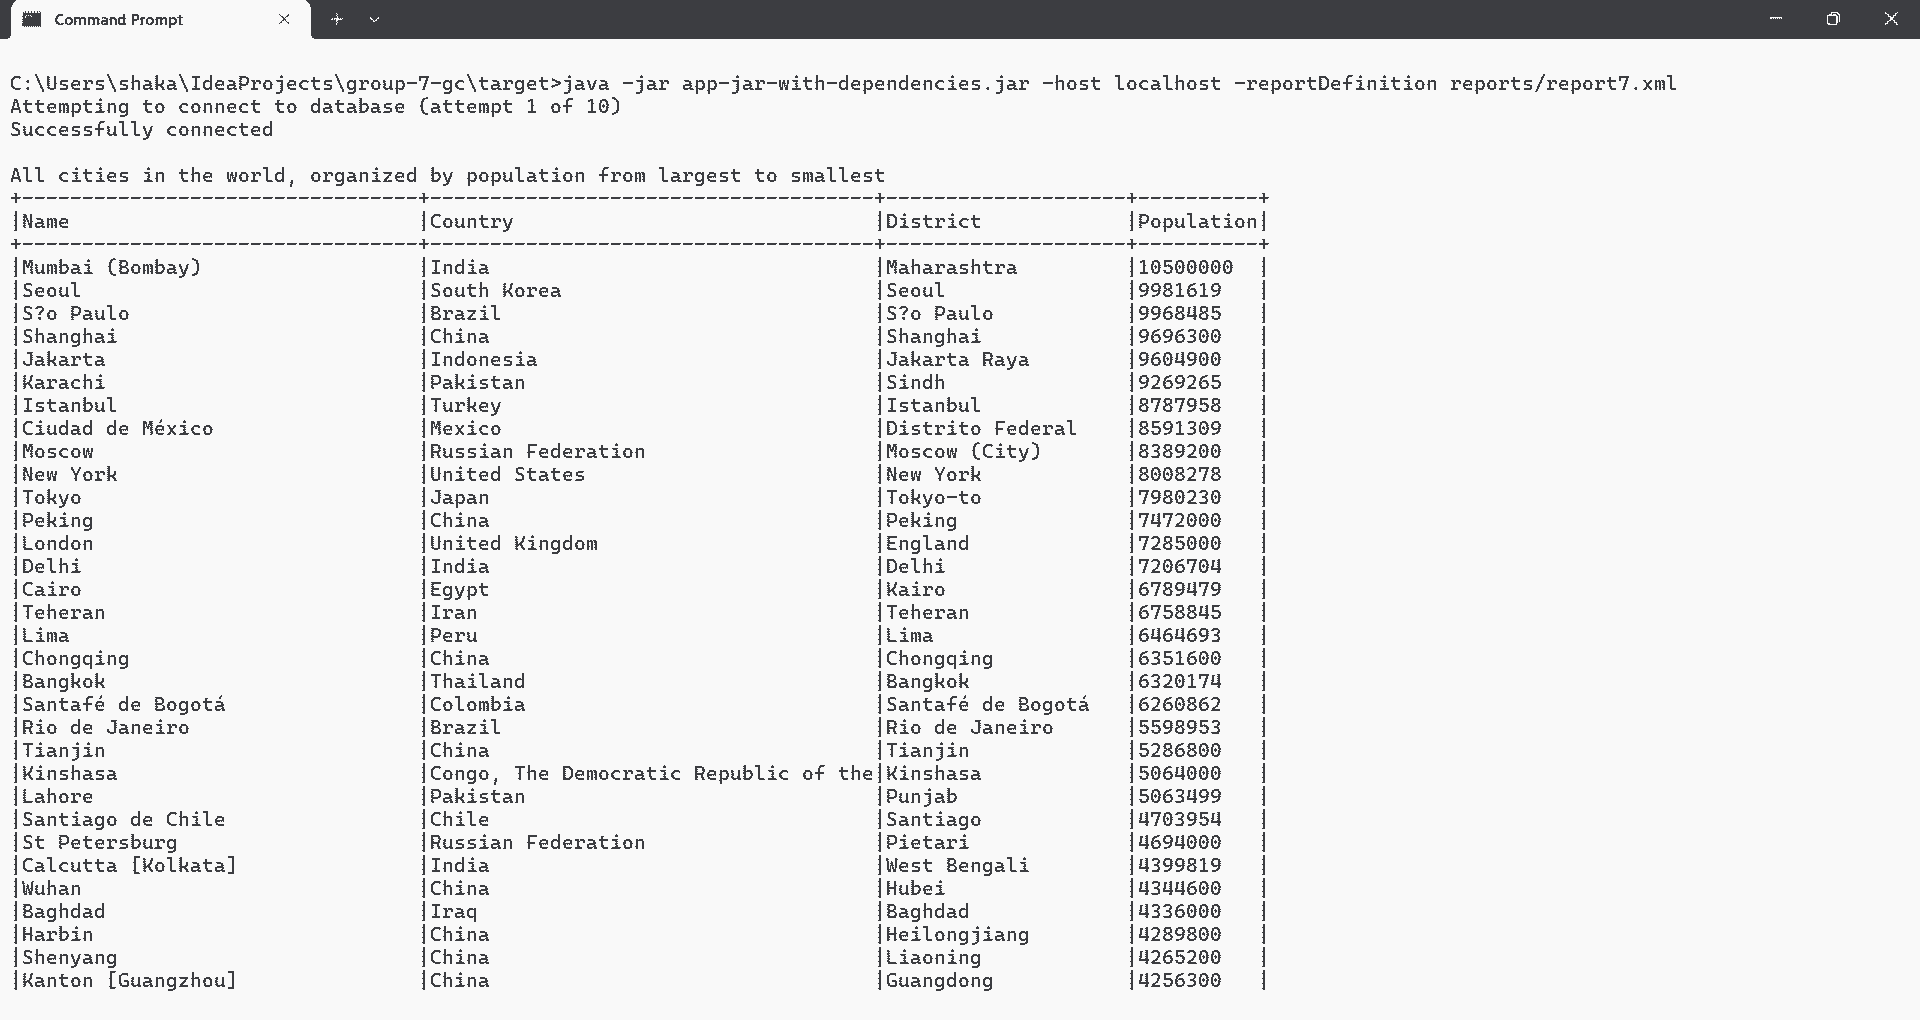 Command Prompt
C:\Users\shaka\IdeaProjects\group-7-gc\target>java -jar app-jar-with-dependencies.jar -host localhost -reportDefinition reports/report7.xml
Attempting to connect to database (attempt 1 of 10)
Successfully connected
All cities in the world, organized by population from largest to smallest
+---------------------------------+-------------------------------------+--------------------+----------+
|Name                             |Country                              |District            |Population|
+---------------------------------+-------------------------------------+--------------------+----------+
|Mumbai (Bombay)                  |India                                |Maharashtra         |10500000  |
|Seoul                            |South Korea                          |Seoul               |9981619   |
|S?o Paulo                        |Brazil                               |S?o Paulo           |9968485   |
|Shanghai                         |China                                |Shanghai            |9696300   |
|Jakarta                          |Indonesia                            |Jakarta Raya        |9604900   |
|Karachi                          |Pakistan                             |Sindh               |9269265   |
|Istanbul                         |Turkey                               |Istanbul            |8787958   |
|Ciudad de México                 |Mexico                               |Distrito Federal    |8591309   |
|Moscow                           |Russian Federation                   |Moscow (City)       |8389200   |
|New York                         |United States                        |New York            |8008278   |
|Tokyo                            |Japan                                |Tokyo-to            |7980230   |
|Peking                           |China                                |Peking              |7472000   |
|London                           |United Kingdom                       |England             |7285000   |
|Delhi                            |India                                |Delhi               |7206704   |
|Cairo                            |Egypt                                |Kairo               |6789479   |
|Teheran                          |Iran                                 |Teheran             |6758845   |
|Lima                             |Peru                                 |Lima                |6464693   |
|Chongqing                        |China                                |Chongqing           |6351600   |
|Bangkok                          |Thailand                             |Bangkok             |6320174   |
|Santafé de Bogotá                |Colombia                             |Santafé de Bogotá   |6260862   |
|Rio de Janeiro                   |Brazil                               |Rio de Janeiro      |5598953   |
|Tianjin                          |China                                |Tianjin             |5286800   |
|Kinshasa                         |Congo, The Democratic Republic of the|Kinshasa            |5064000   |
|Lahore                           |Pakistan                             |Punjab              |5063499   |
|Santiago de Chile                |Chile                                |Santiago            |4703954   |
|St Petersburg                    |Russian Federation                   |Pietari             |4694000   |
|Calcutta [Kolkata]               |India                                |West Bengali        |4399819   |
|Wuhan                            |China                                |Hubei               |4344600   |
|Baghdad                          |Iraq                                 |Baghdad             |4336000   |
|Harbin                           |China                                |Heilongjiang        |4289800   |
|Shenyang                         |China                                |Liaoning            |4265200   |
|Kanton [Guangzhou]               |China                                |Guangdong           |4256300   |